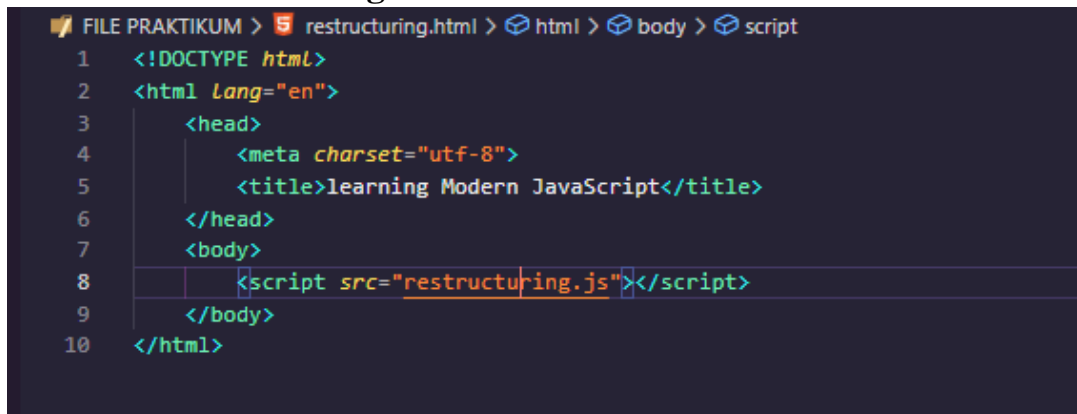 FILE PRAKTIKUM > restructuring.html > html > body > script
1 <!DOCTYPE html>
2 <html lang="en">
3 <head>
4 <meta charset="utf-8">
5 <title>learning Modern JavaScript</title>
6 </head>
7 <body>
8 <script src="restructuring.js"></script>
9 </body>
10 </html>